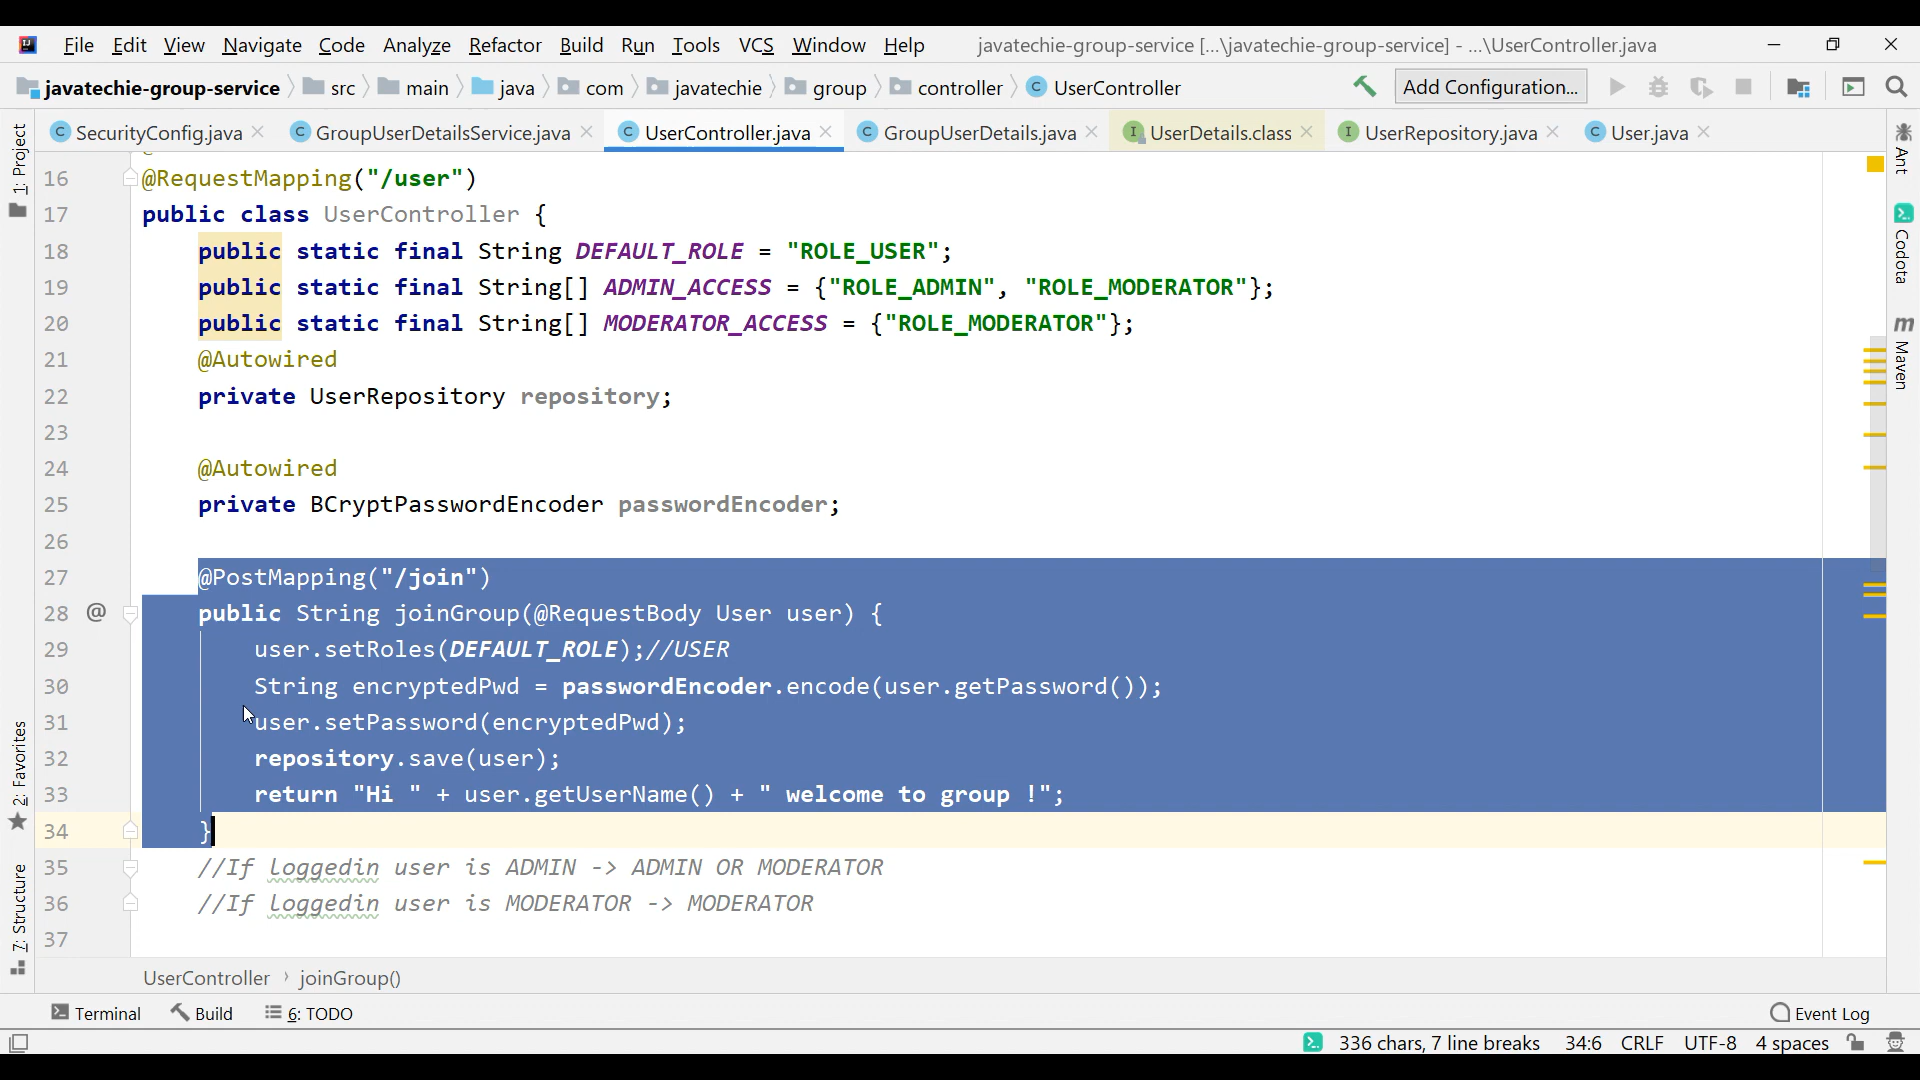 File Edit View Navigate Code Analyze Refactor Build Run Tools VCS Window Help javatechie-group-service [...\javatechie-group-service] - ...\UserController.java
javatechie-group-service src main java com javatechie group controller UserController Add Configuration...
SecurityConfig.java GroupUserDetailsService.java UserController.java GroupUserDetails.java UserDetails.class UserRepository.java User.java
1: Project
2: Favorites
7: Structure
16 @RequestMapping("/user")
17 public class UserController {
18 public static final String DEFAULT_ROLE = "ROLE_USER";
19 public static final String[] ADMIN_ACCESS = {"ROLE_ADMIN", "ROLE_MODERATOR"};
20 public static final String[] MODERATOR_ACCESS = {"ROLE_MODERATOR"};
21 @Autowired
22 private UserRepository repository;
23
24 @Autowired
25 private BCryptPasswordEncoder passwordEncoder;
26
27 @PostMapping("/join")
28 @ public String joinGroup(@RequestBody User user) {
29 user.setRoles(DEFAULT_ROLE);//USER
30 String encryptedPwd = passwordEncoder.encode(user.getPassword());
31 user.setPassword(encryptedPwd);
32 repository.save(user);
33 return "Hi " + user.getUserName() + " welcome to group !";
34 }
35 //If loggedin user is ADMIN -> ADMIN OR MODERATOR
36 //If loggedin user is MODERATOR -> MODERATOR
37
Ant
Codota
m Maven
UserController › joinGroup()
Terminal Build 6: TODO Event Log
336 chars, 7 line breaks 34:6 CRLF UTF-8 4 spaces